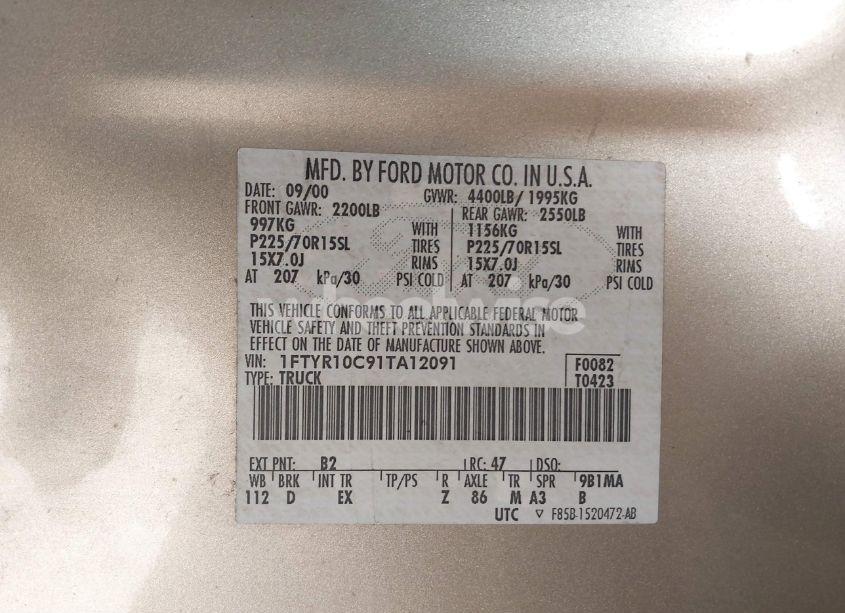 MFD. BY FORD MOTOR CO. IN U.S.A.
DATE: 09/00 GVWR: 4400LB/ 1995KG
FRONT GAWR: 2200LB REAR GAWR: 2550LB
997KG WITH 1156KG WITH
P225/70R15SL TIRES P225/70R15SL TIRES
15X7.0J RIMS 15X7.0J RIMS
AT 207 kPa/30 PSI COLD AT 207 kPa/30 PSI COLD
THIS VEHICLE CONFORMS TO ALL APPLICABLE FEDERAL MOTOR
VEHICLE SAFETY AND THEFT PREVENTION STANDARDS IN
EFFECT ON THE DATE OF MANUFACTURE SHOWN ABOVE.
VIN: 1FTYR10C91TA12091 F0082
TYPE: TRUCK T0423
EXT PNT: B2 RC: 47 DSO:
WB BRK INT TR TP/PS R AXLE TR SPR 9B1MA
112 D EX Z 86 M A3 B
UTC ▽ F85B-1520472-AB